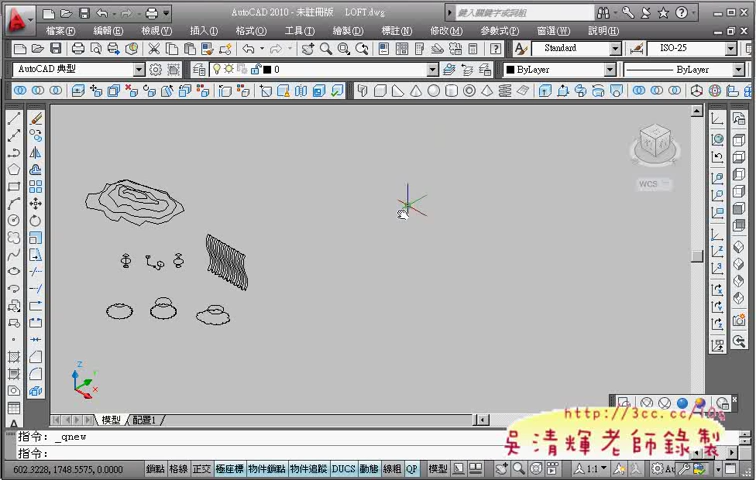 AutoCAD 2010 - 未註冊版 LOFT.dwg
鍵入關鍵字或詞組
檔案(F) 編輯(E) 檢視(V) 插入(I) 格式(O) 工具(T) 繪製(D) 標註(N) 修改(M) 參數式(P) 視窗(W) 說明(H)
Standard ISO-25
AutoCAD 典型 0 ByLayer ByLayer
WCS
Z
模型 配置1
指令: _qnew
指令:
http://3cc.cc/10q
吳清輝老師錄製
602.3228, 1748.5575, 0.0000 鎖點 格線 正交 極座標 物件鎖點 物件追蹤 DUCS 動態 線粗 QP 模型 1:1